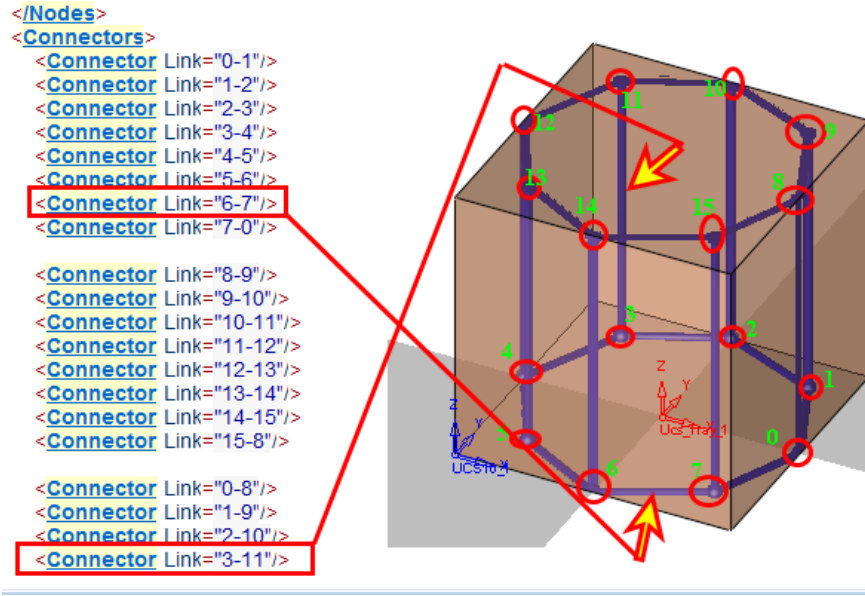 </Nodes>
<Connectors>
<Connector Link="0-1"/>
<Connector Link="1-2"/>
<Connector Link="2-3"/>
<Connector Link="3-4"/>
<Connector Link="4-5"/>
<Connector Link="5-6"/>
<Connector Link="6-7"/>
<Connector Link="7-0"/>
<Connector Link="8-9"/>
<Connector Link="9-10"/>
<Connector Link="10-11"/>
<Connector Link="11-12"/>
<Connector Link="12-13"/>
<Connector Link="13-14"/>
<Connector Link="14-15"/>
<Connector Link="15-8"/>
<Connector Link="0-8"/>
<Connector Link="1-9"/>
<Connector Link="2-10"/>
<Connector Link="3-11"/>
11
10
12
9
13
8
14
15
3
2
4
1
Z
Y
X
Ucs_Tray_1
5
0
Z
Y
X
6
7